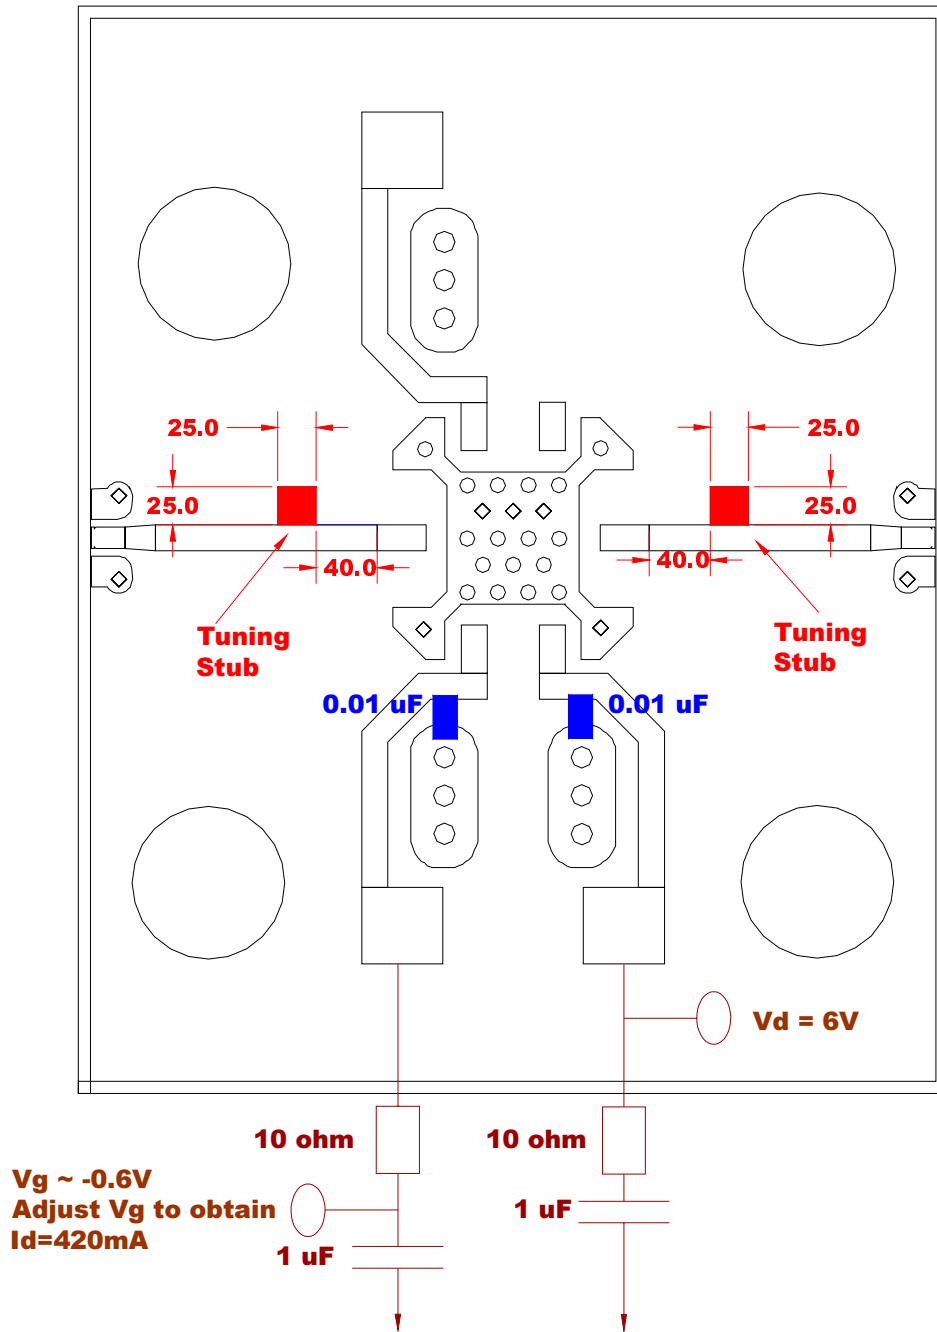 25.0
25.0
25.0
25.0
40.0
40.0
Tuning
Stub
Tuning
Stub
0.01 uF
0.01 uF
Vd = 6V
10 ohm
10 ohm
Vg ~ -0.6V
Adjust Vg to obtain
Id=420mA
1 uF
1 uF